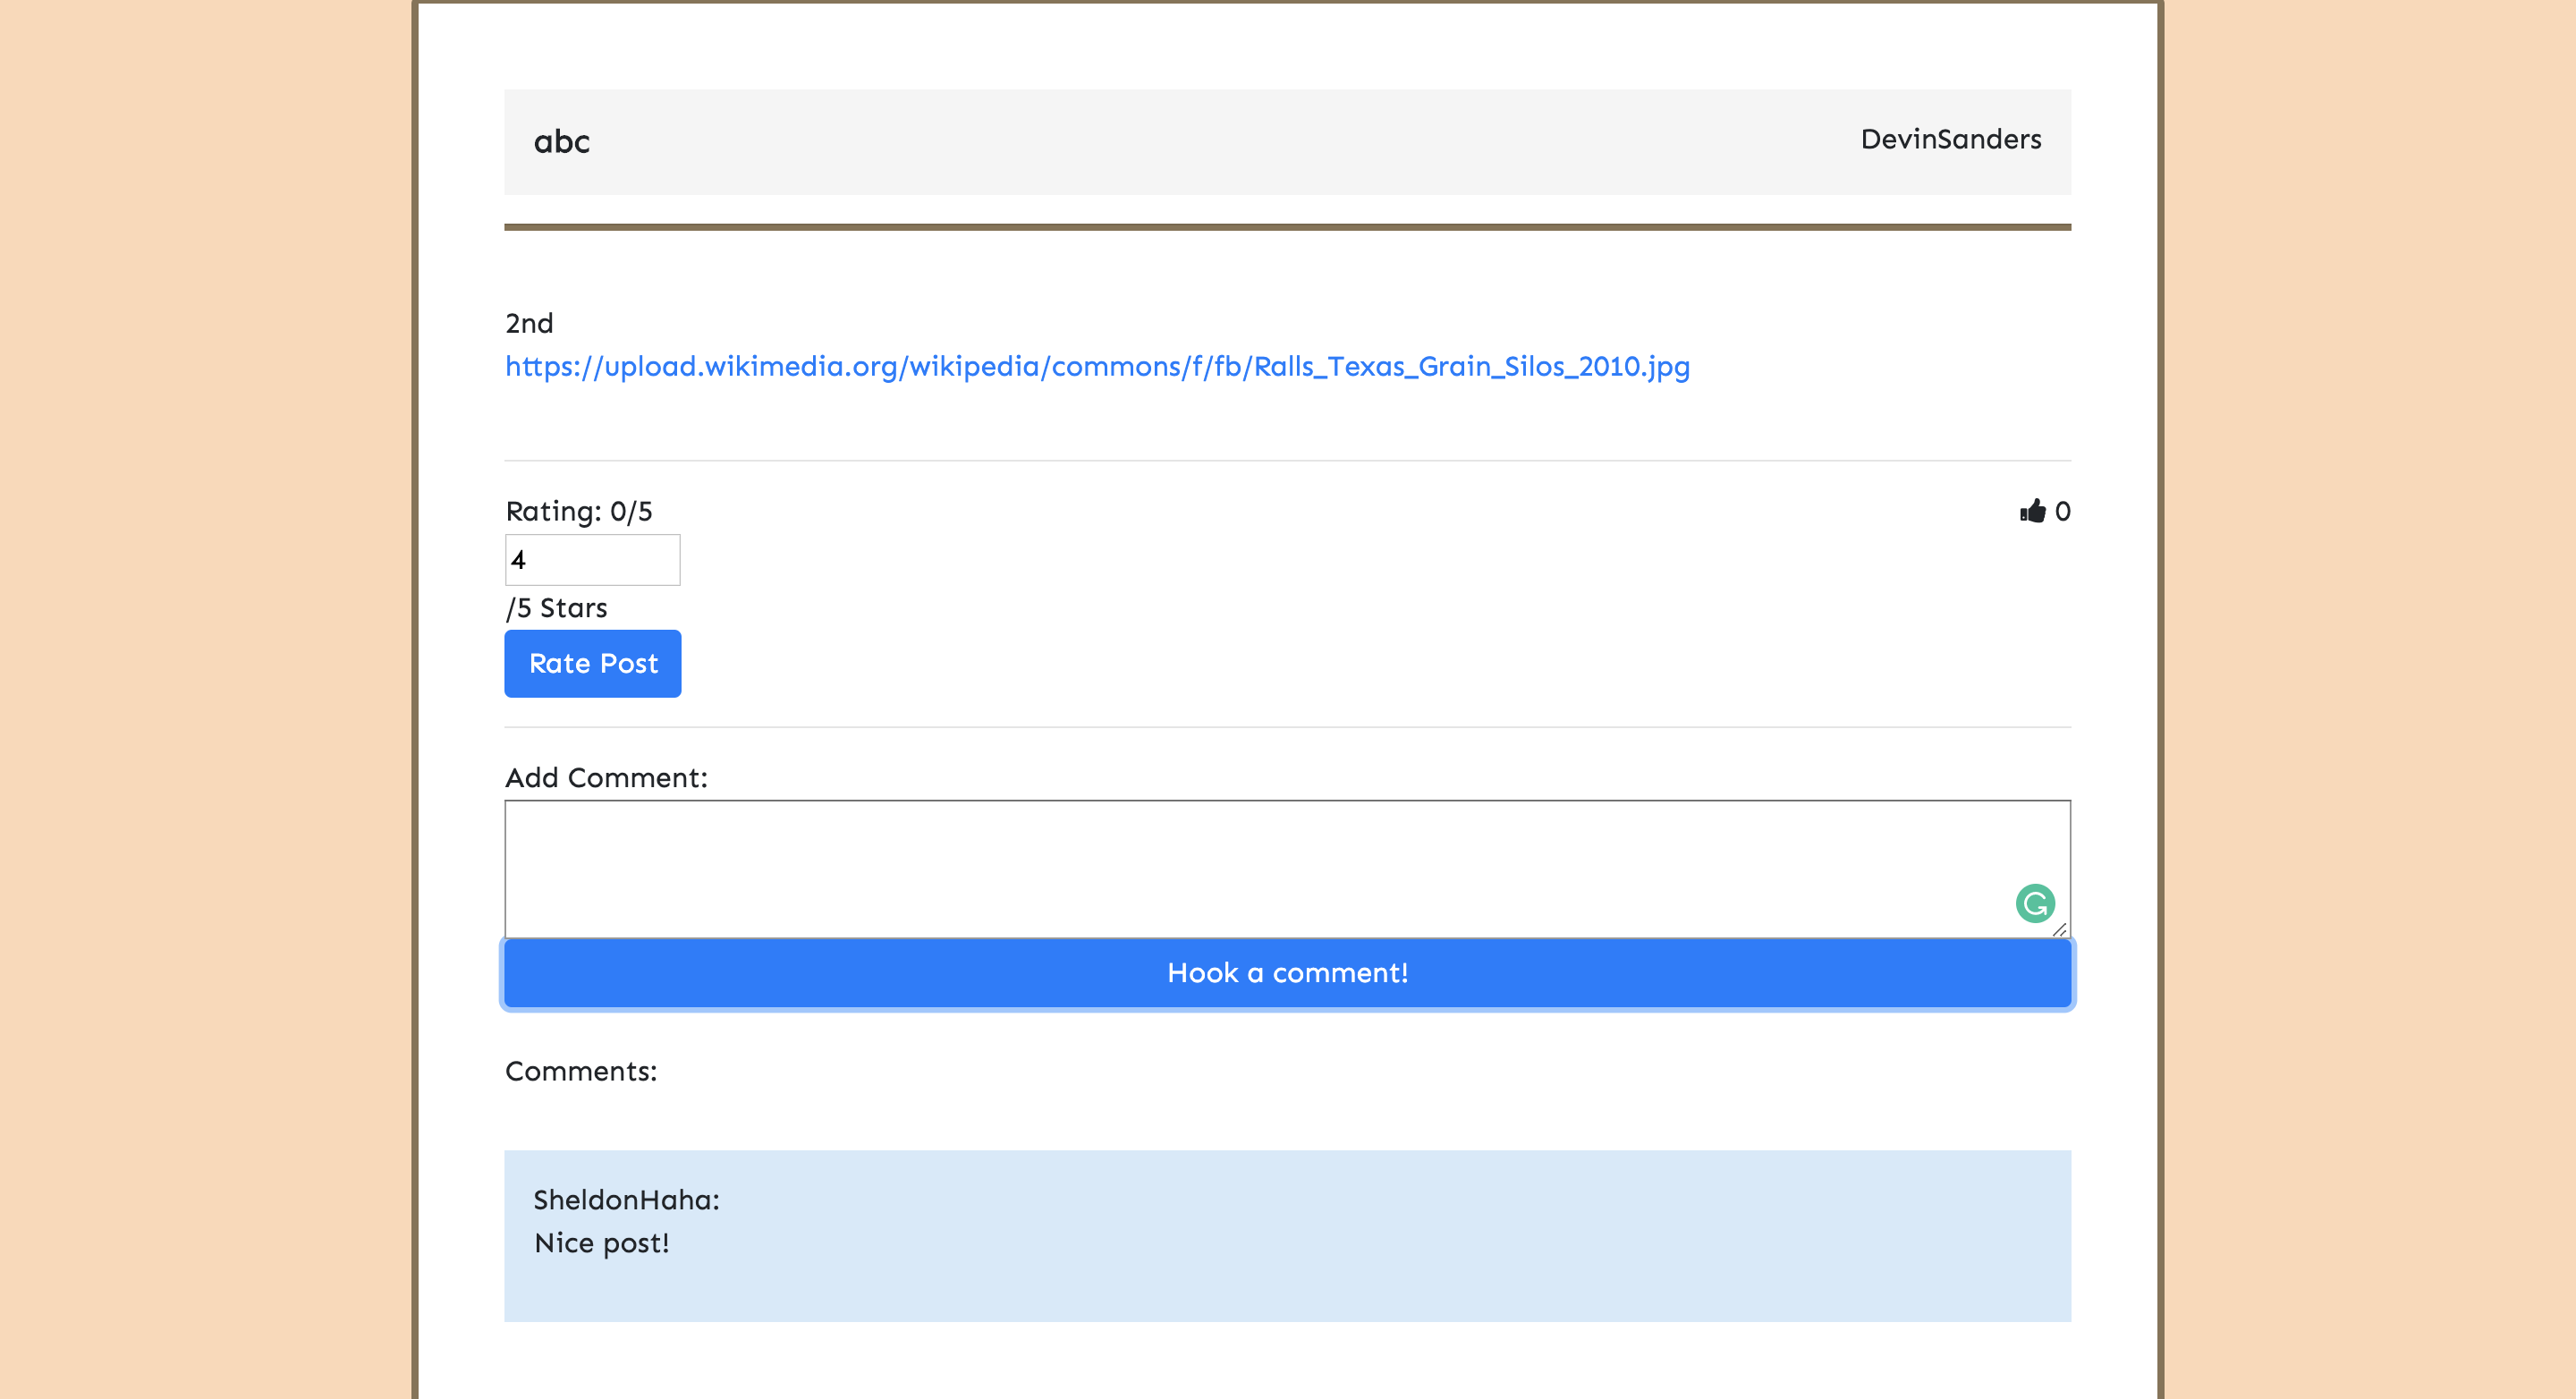 abc
DevinSanders
2nd
https://upload.wikimedia.org/wikipedia/commons/f/fb/Ralls_Texas_Grain_Silos_2010.jpg
Rating: 0/5
0
4
/5 Stars
Rate Post
Add Comment:
Hook a comment!
Comments:
SheldonHaha:
Nice post!